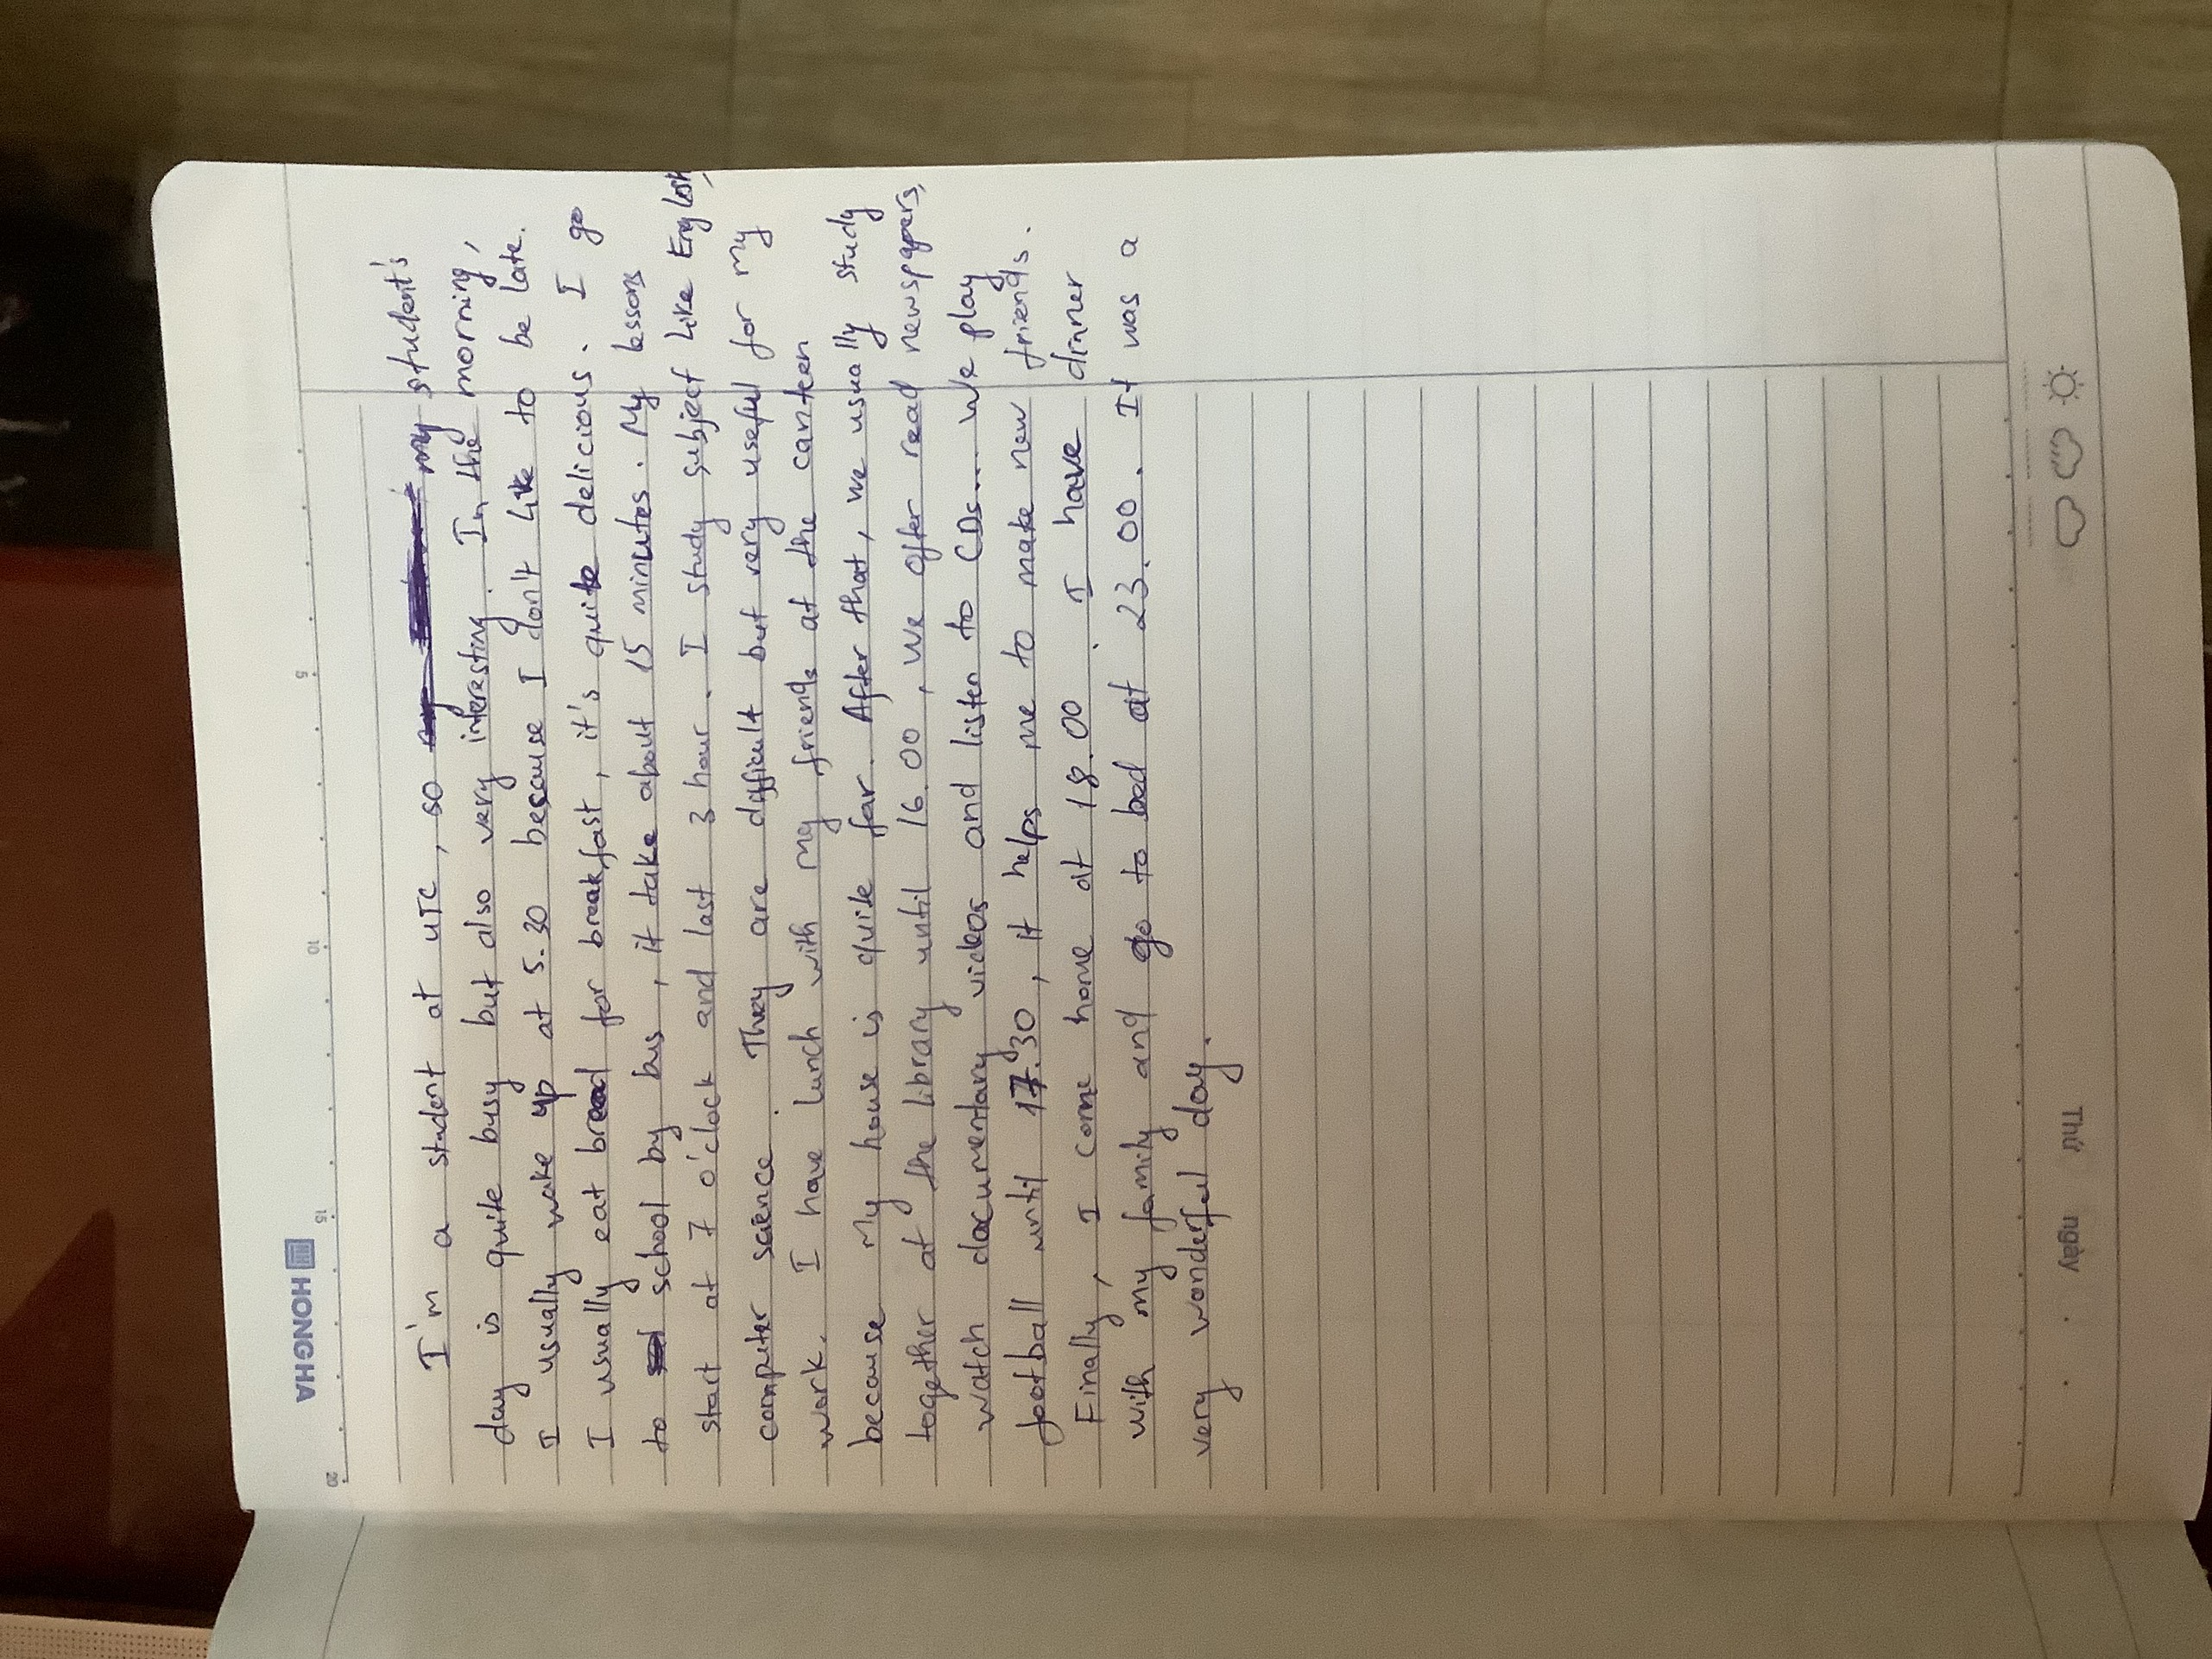 HONG HA
20 15 10 5
I'm a student at UTC, so my student's
day is quite busy but also very interesting. In the morning,
I usually wake up at 5.30 because I don't like to be late.
I usually eat bread for breakfast, it's quite delicious. I go
to school by bus, it take about 15 minutes. My lessons
start at 7 o'clock and last 3 hour. I study subject like English,
computer science. They are difficult but very useful for my
work. I have lunch with my friends at the canteen
because my house is quite far. After that, we usually study
together at the library until 16.00, we offer read newspapers,
watch documentary videos and listen to CDs... We play
football until 17.30, it helps me to make new friends.
Finally, I come home at 18.00. I have dinner
with my family and go to bed at 23.00. It was a
very wonderful day.
Thứ ngày . .